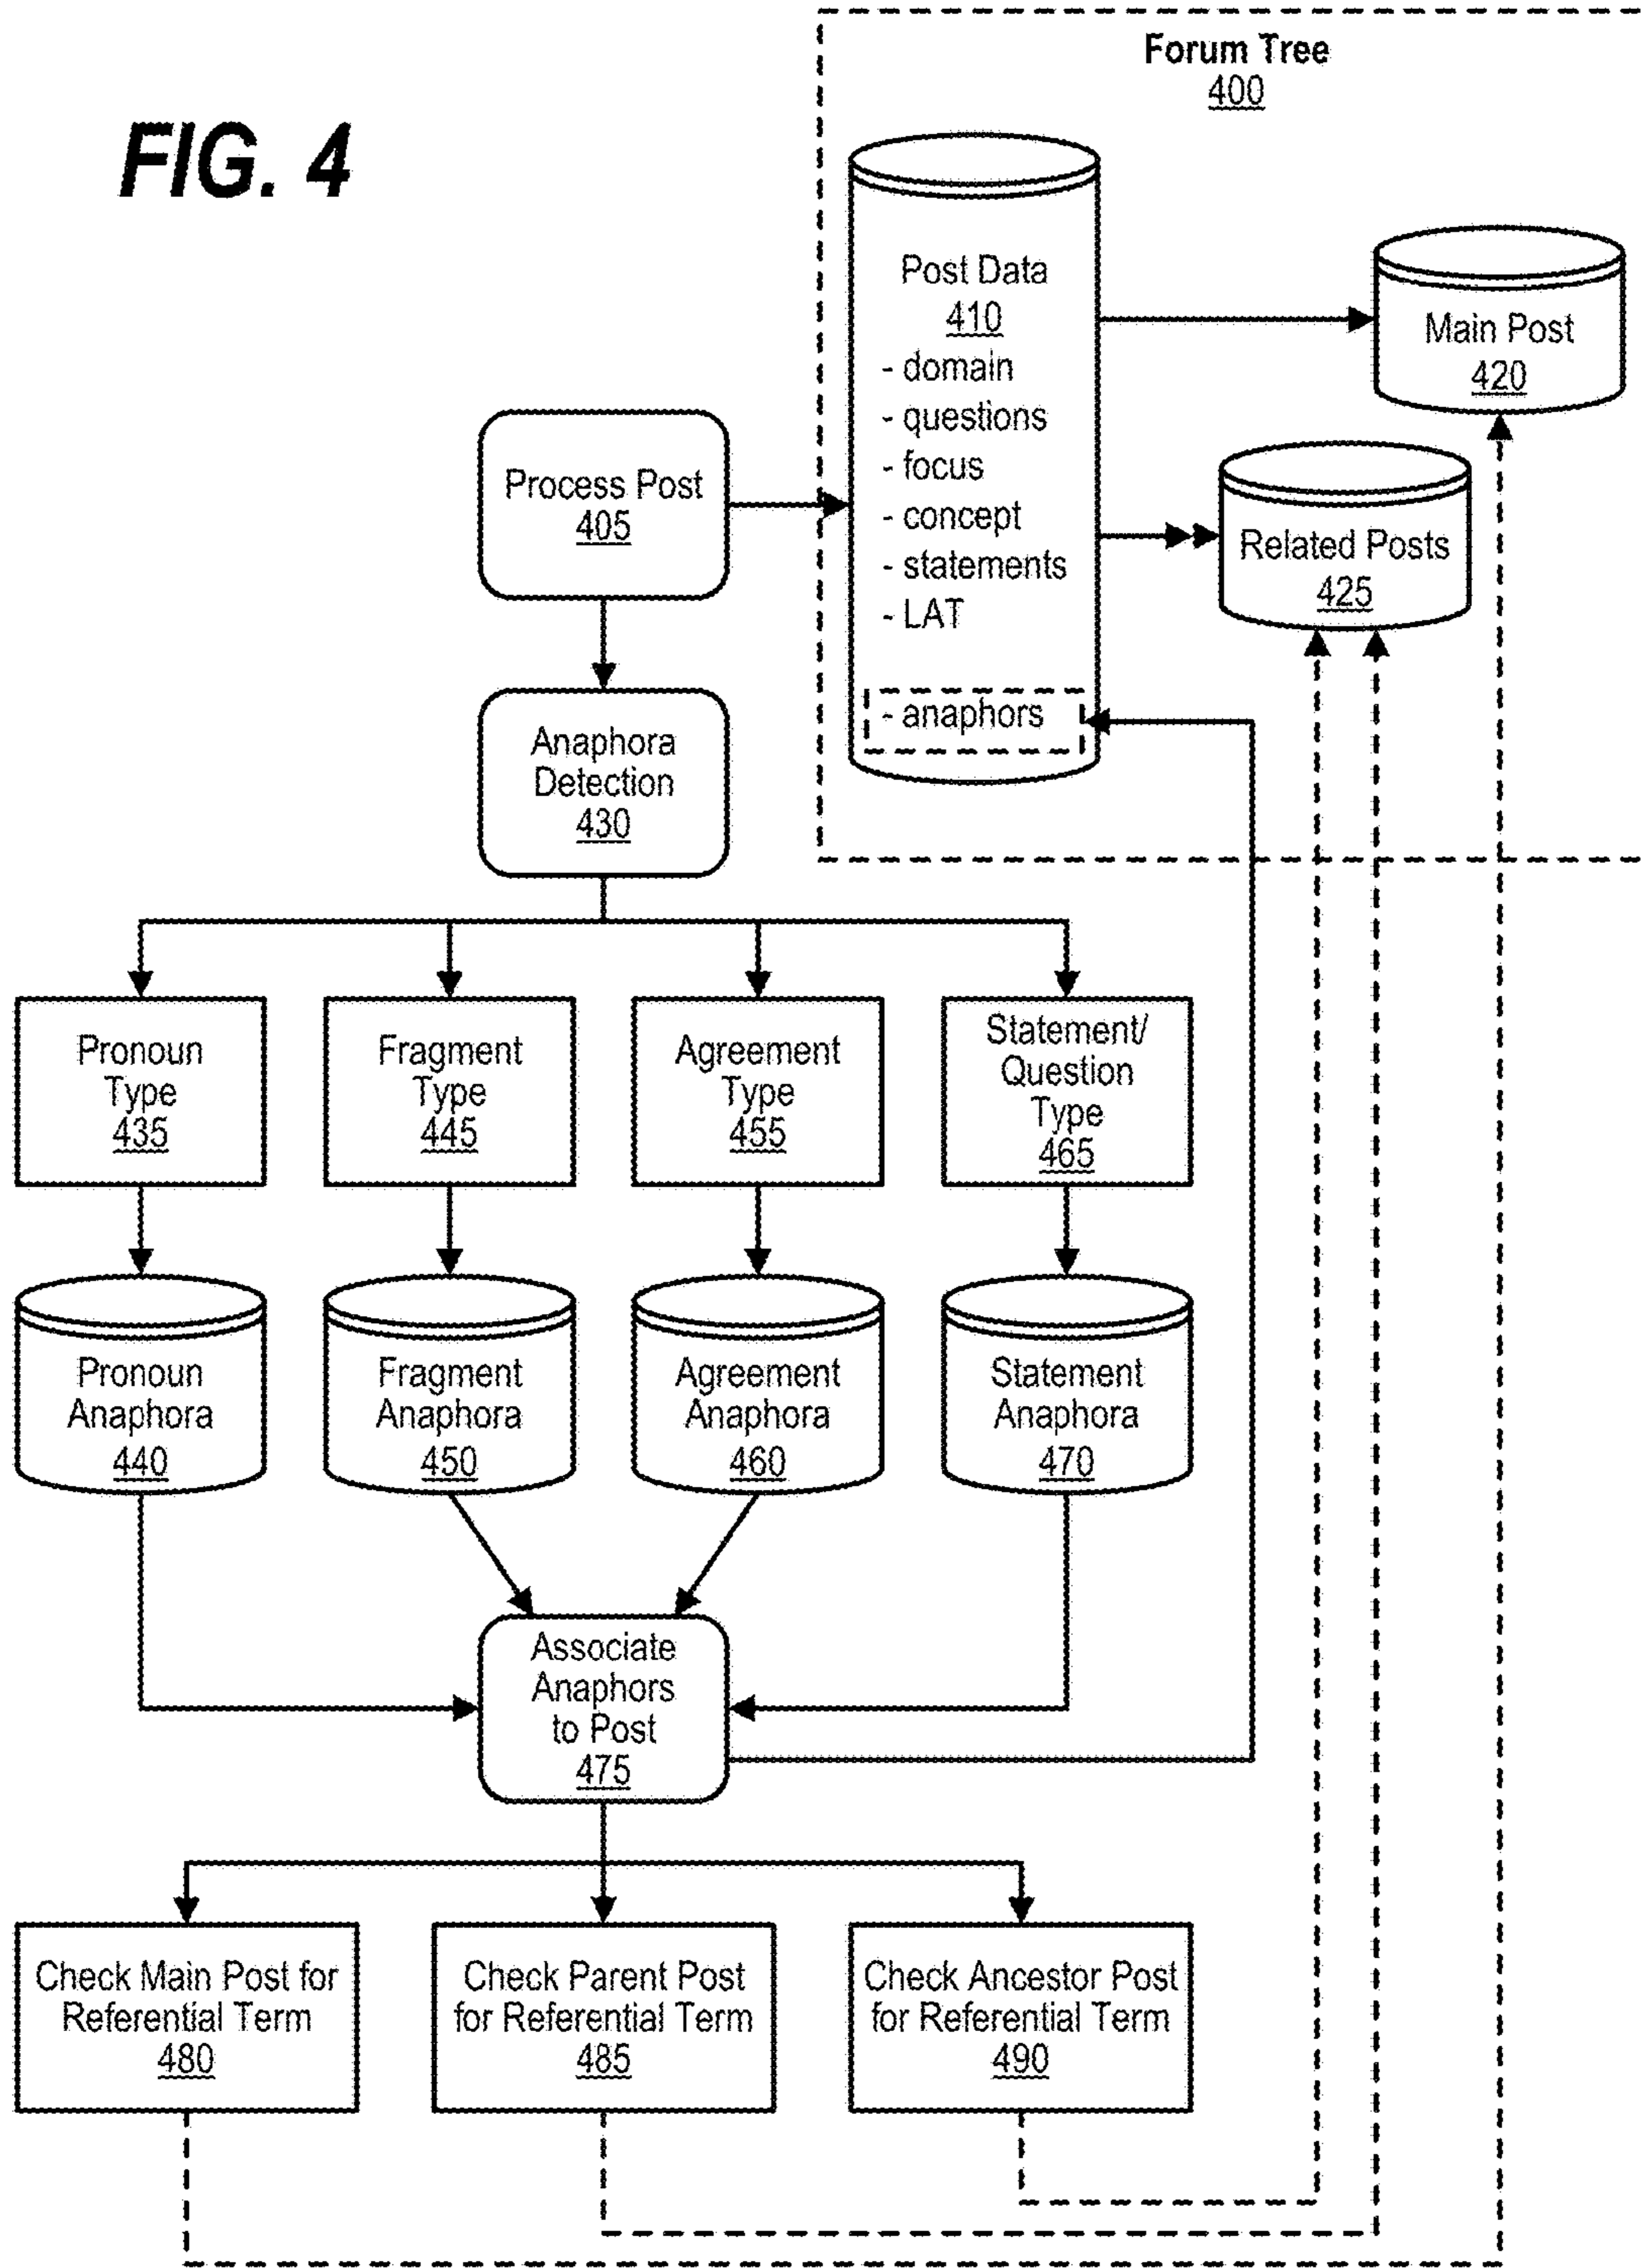 FIG. 4
Forum Tree
400
Post Data
410
- domain
- questions
- focus
- concept
- statements
- LAT
- anaphors
Main Post
420
Related Posts
425
Process Post
405
Anaphora
Detection
430
Pronoun
Type
435
Fragment
Type
445
Agreement
Type
455
Statement/
Question
Type
465
Pronoun
Anaphora
440
Fragment
Anaphora
450
Agreement
Anaphora
460
Statement
Anaphora
470
Associate
Anaphors
to Post
475
Check Main Post for
Referential Term
480
Check Parent Post
for Referential Term
485
Check Ancestor Post
for Referential Term
490